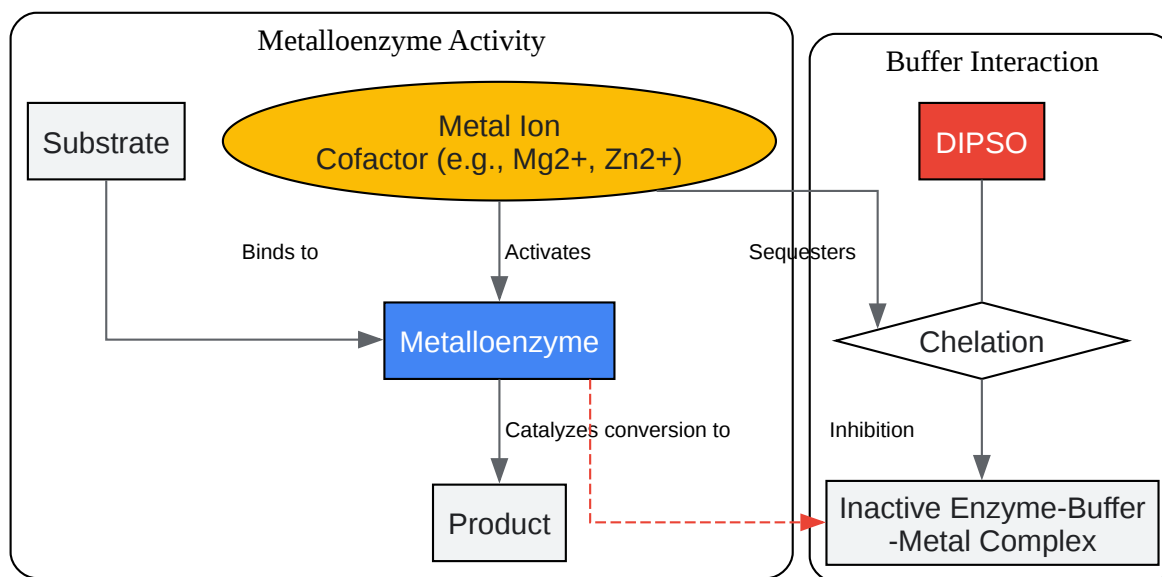 Metalloenzyme Activity
Buffer Interaction
Substrate
Metal Ion
Cofactor (e.g., Mg2+, Zn2+)
DIPSO
Binds to
Activates
Sequesters
Metalloenzyme
Chelation
Catalyzes conversion to
Inhibition
Product
Inactive Enzyme-Buffer
-Metal Complex